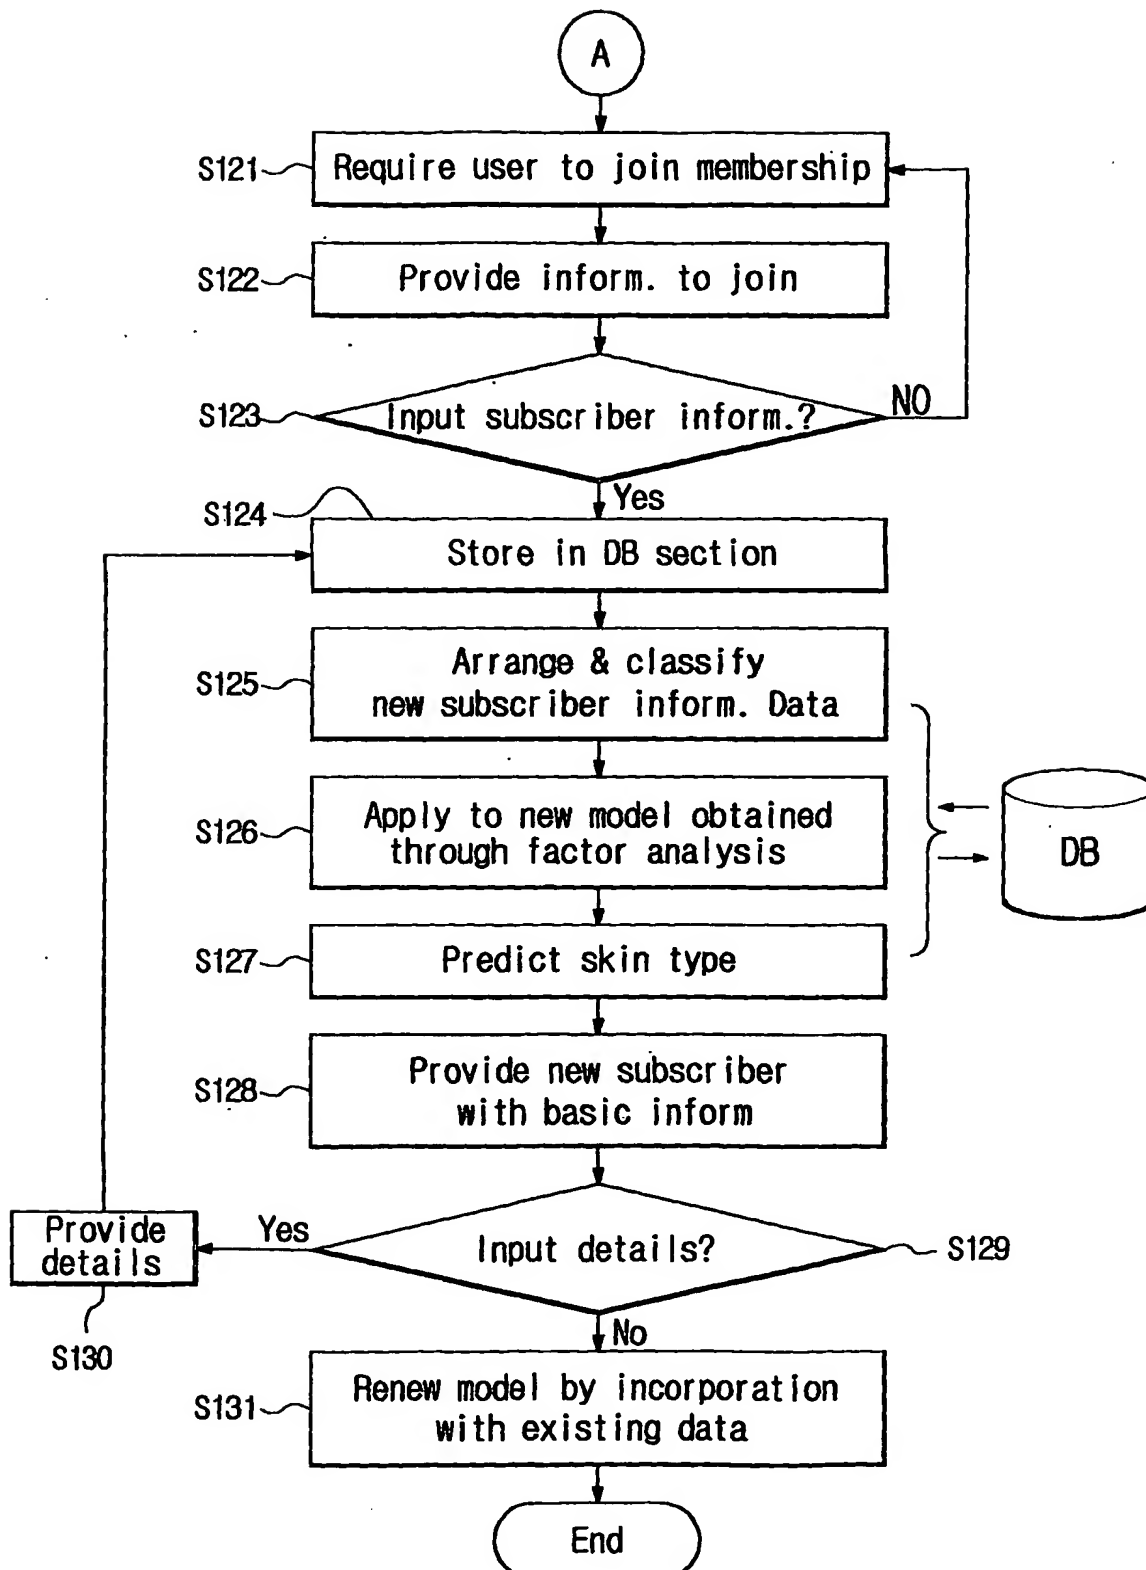 A
S121
Require user to join membership
S122
Provide inform. to join
S123
Input subscriber inform.?
NO
Yes
S124
Store in DB section
S125
Arrange & classify
new subscriber inform. Data
S126
Apply to new model obtained
through factor analysis
DB
S127
Predict skin type
S128
Provide new subscriber
with basic inform
Provide
details
Yes
Input details?
S129
S130
No
S131
Renew model by incorporation
with existing data
End